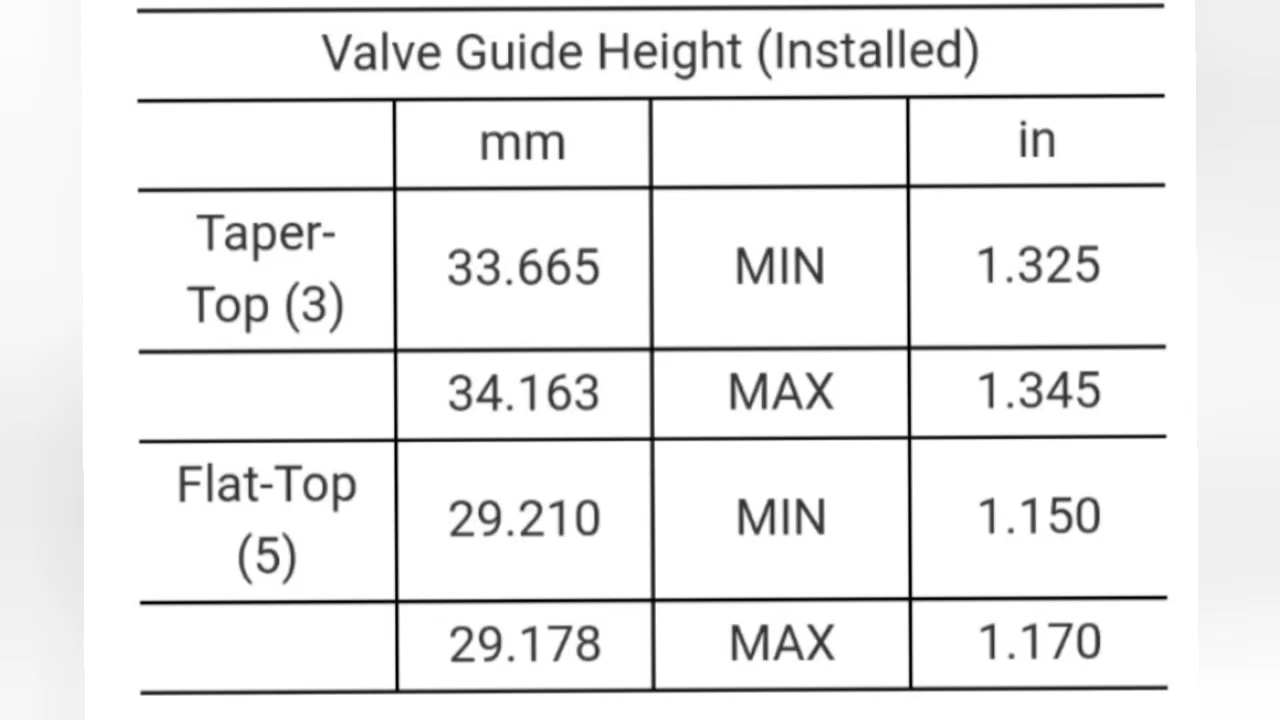 Valve Guide Height (Installed)
mm in
Taper-
Top (3) 33.665 MIN 1.325
34.163 MAX 1.345
Flat-Top
(5) 29.210 MIN 1.150
29.178 MAX 1.170